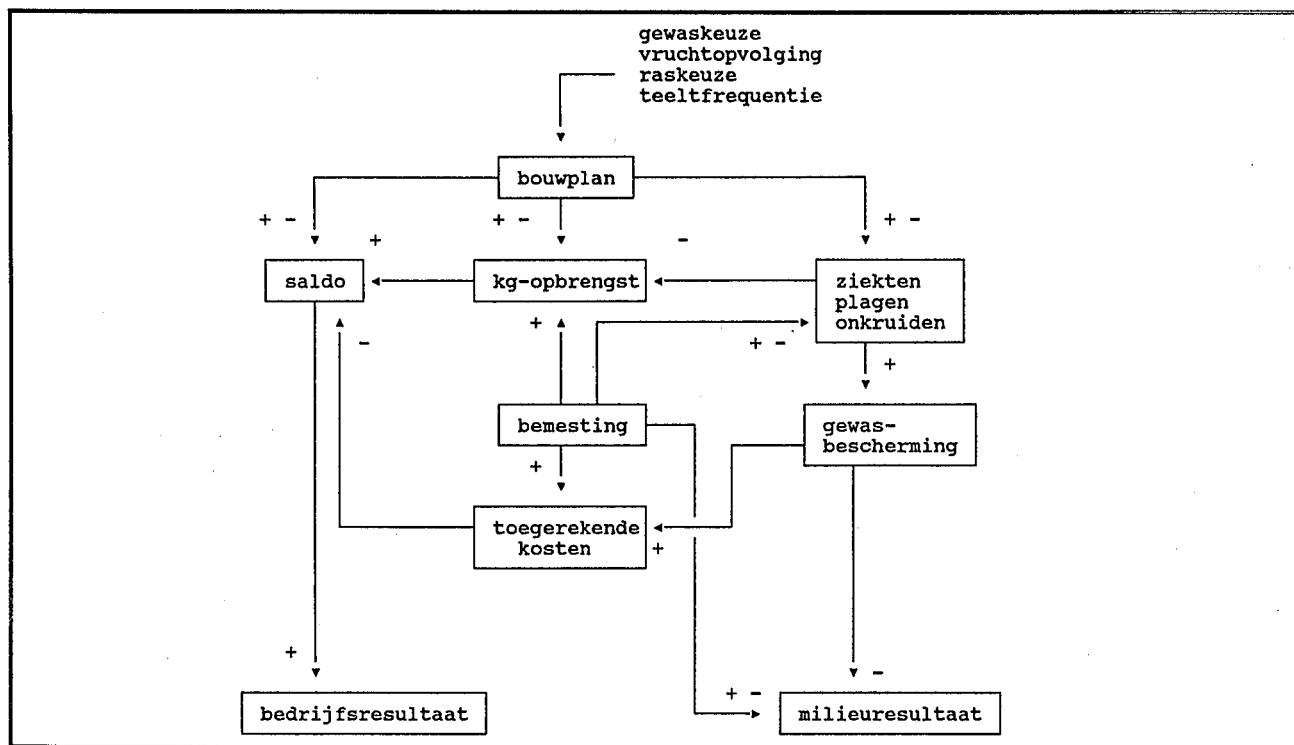 gewaskeuze
vruchtopvolging
raskeuze
teeltfrequentie
bouwplan
+ -
+ -
+ -
+
-
saldo
kg-opbrengst
ziekten
plagen
onkruiden
+
-
+ -
+
bemesting
gewas-
bescherming
+
toegerekende
kosten
+
+
-
+ -
bedrijfsresultaat
milieuresultaat